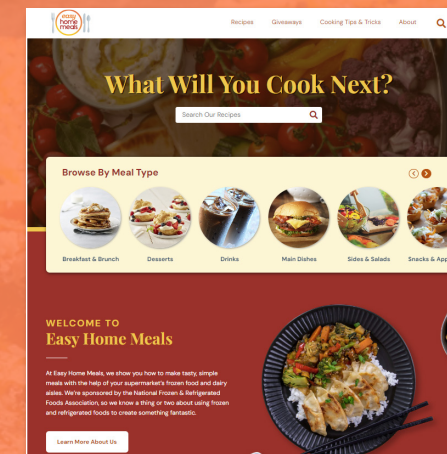 easy
home
meals
Recipes Giveaways Cooking Tips & Tricks About
What Will You Cook Next?
Search Our Recipes
Browse By Meal Type
Breakfast & Brunch Desserts Drinks Main Dishes Sides & Salads Snacks & App
WELCOME TO
Easy Home Meals
At Easy Home Meals, we show you how to make tasty, simple
meals with the help of your supermarket's frozen food and dairy
aisles. We're sponsored by the National Frozen & Refrigerated
Foods Association, so we know a thing or two about using frozen
and refrigerated foods to create something fantastic.
Learn More About Us